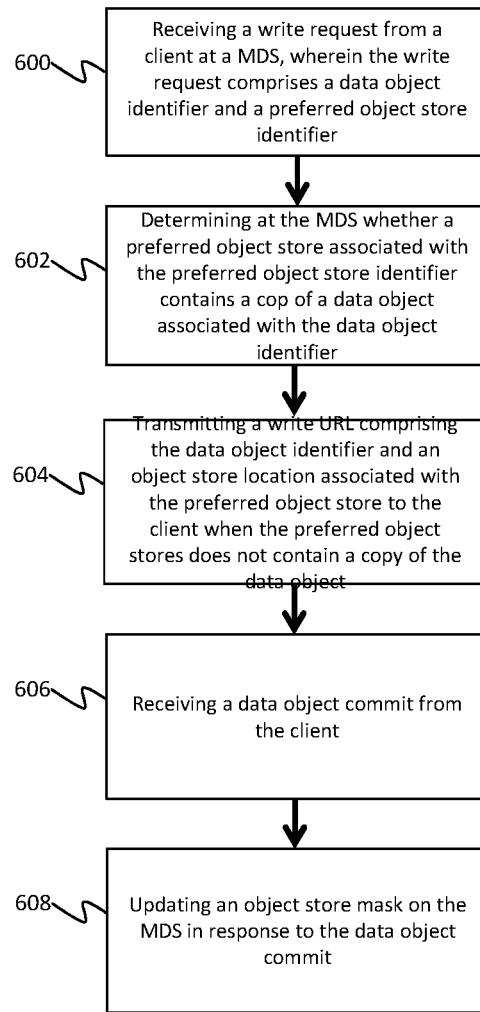 600
Receiving a write request from a
client at a MDS, wherein the write
request comprises a data object
identifier and a preferred object store
identifier
602
Determining at the MDS whether a
preferred object store associated with
the preferred object store identifier
contains a cop of a data object
associated with the data object
identifier
604
Transmitting a write URL comprising
the data object identifier and an
object store location associated with
the preferred object store to the
client when the preferred object
stores does not contain a copy of the
data object
606
Receiving a data object commit from
the client
608
Updating an object store mask on the
MDS in response to the data object
commit